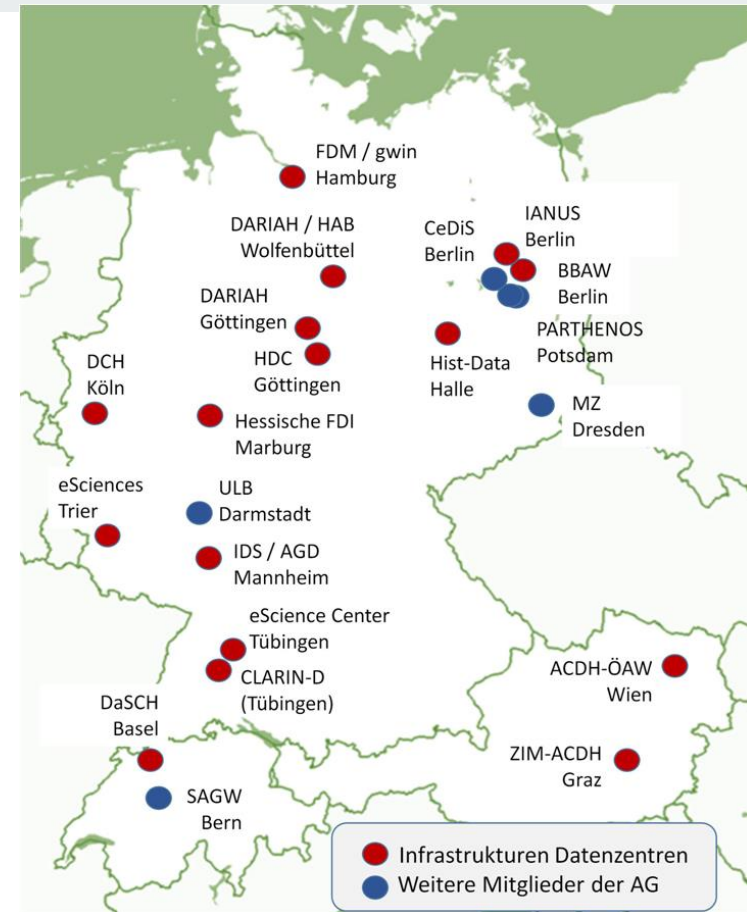 FDM / gwin
Hamburg
DARIAH / HAB
Wolfenbüttel
CeDiS
Berlin
IANUS
Berlin
BBAW
Berlin
DARIAH
Göttingen
PARTHENOS
Potsdam
HDC
Göttingen
Hist-Data
Halle
DCH
Köln
Hessische FDI
Marburg
MZ
Dresden
eSciences
Trier
ULB
Darmstadt
IDS / AGD
Mannheim
eScience Center
Tübingen
CLARIN-D
(Tübingen)
ACDH-ÖAW
Wien
DaSCH
Basel
ZIM-ACDH
Graz
SAGW
Bern
Infrastrukturen Datenzentren
Weitere Mitglieder der AG